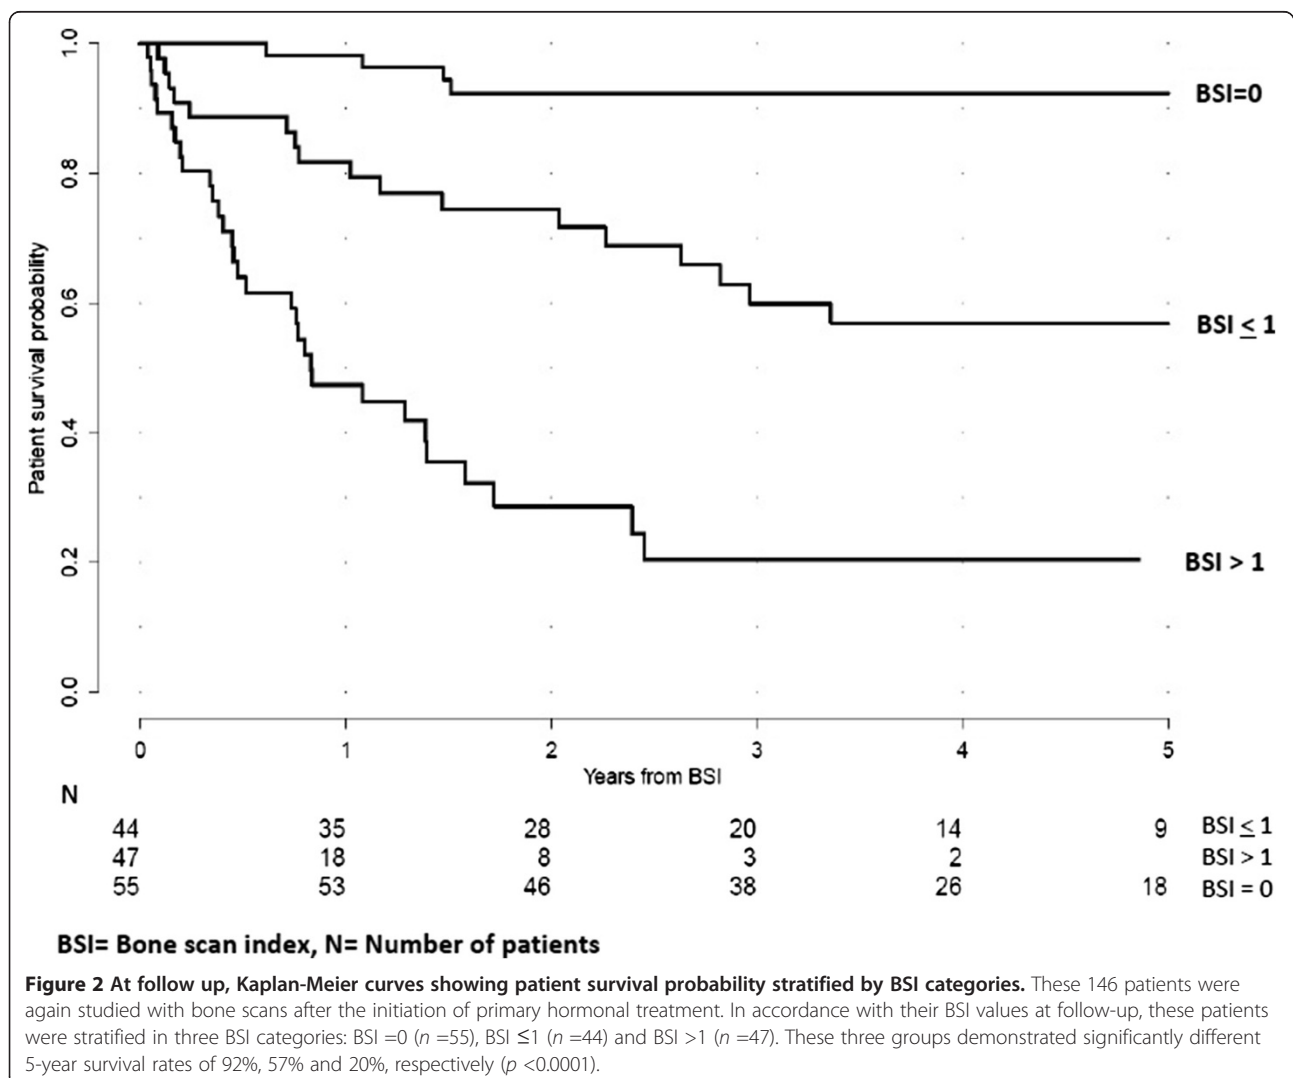 1.0
0.8
0.6
0.4
0.2
0.0
Patient survival probability
BSI=0
BSI ≤ 1
BSI > 1
0 1 2 3 4 5
Years from BSI
N
44 35 28 20 14 9 BSI ≤ 1
47 18 8 3 2 BSI > 1
55 53 46 38 26 18 BSI = 0
BSI= Bone scan index, N= Number of patients
Figure 2 At follow up, Kaplan-Meier curves showing patient survival probability stratified by BSI categories. These 146 patients were
again studied with bone scans after the initiation of primary hormonal treatment. In accordance with their BSI values at follow-up, these patients
were stratified in three BSI categories: BSI =0 (n =55), BSI ≤1 (n =44) and BSI >1 (n =47). These three groups demonstrated significantly different
5-year survival rates of 92%, 57% and 20%, respectively (p <0.0001).